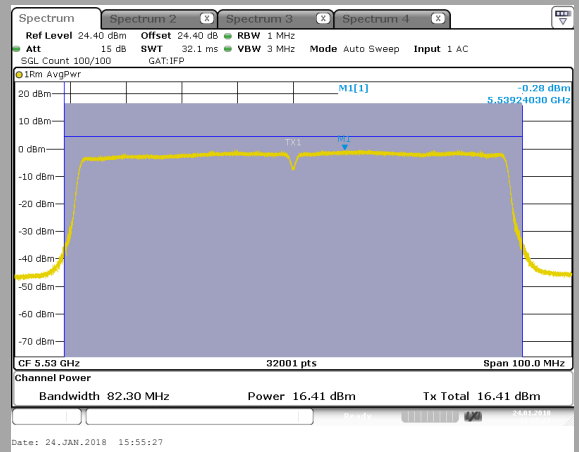 Spectrum Spectrum 2 Spectrum 3 Spectrum 4
Ref Level 24.40 dBm Offset 24.40 dB RBW 1 MHz
Att 15 dB SWT 32.1 ms VBW 3 MHz Mode Auto Sweep Input 1 AC
SGL Count 100/100 GAT:IFP
1Rm AvgPwr
M1[1] -0.28 dBm
5.53924030 GHz
20 dBm
10 dBm
TX1 M1
0 dBm
-10 dBm
-20 dBm
-30 dBm
-40 dBm
-50 dBm
-60 dBm
-70 dBm
CF 5.53 GHz 32001 pts Span 100.0 MHz
Channel Power
Bandwidth 82.30 MHz Power 16.41 dBm Tx Total 16.41 dBm
24.01.2018
Date: 24.JAN.2018 15:55:27